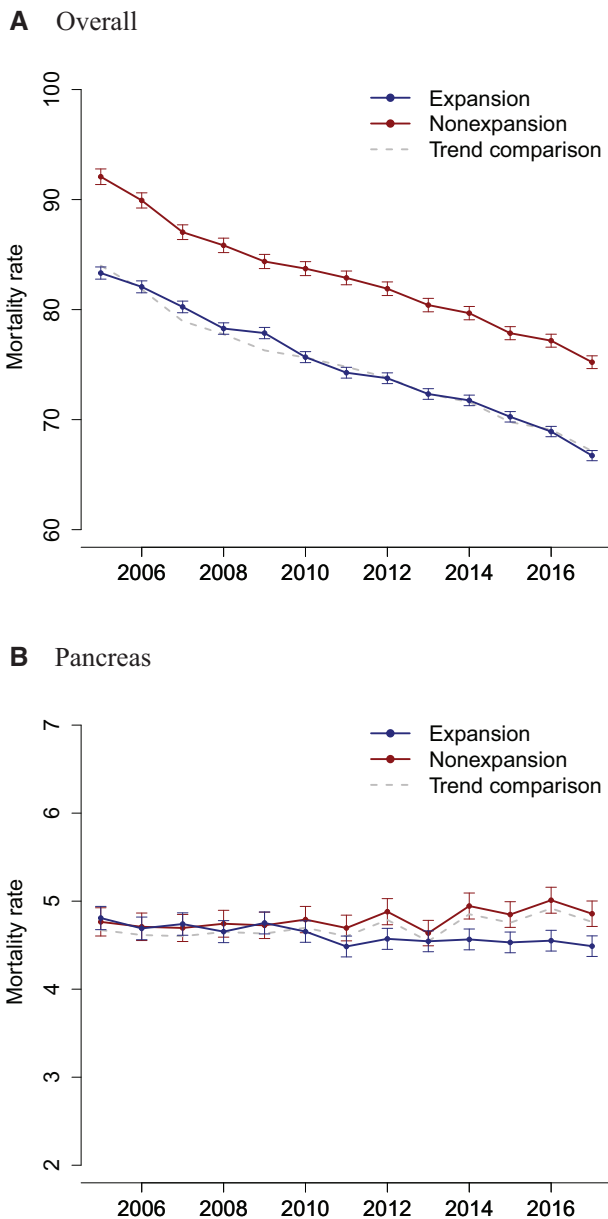 A Overall
100
90
80
70
60
Mortality rate
Expansion
Nonexpansion
Trend comparison
2006 2008 2010 2012 2014 2016
B Pancreas
7
6
5
4
3
2
Mortality rate
Expansion
Nonexpansion
Trend comparison
2006 2008 2010 2012 2014 2016